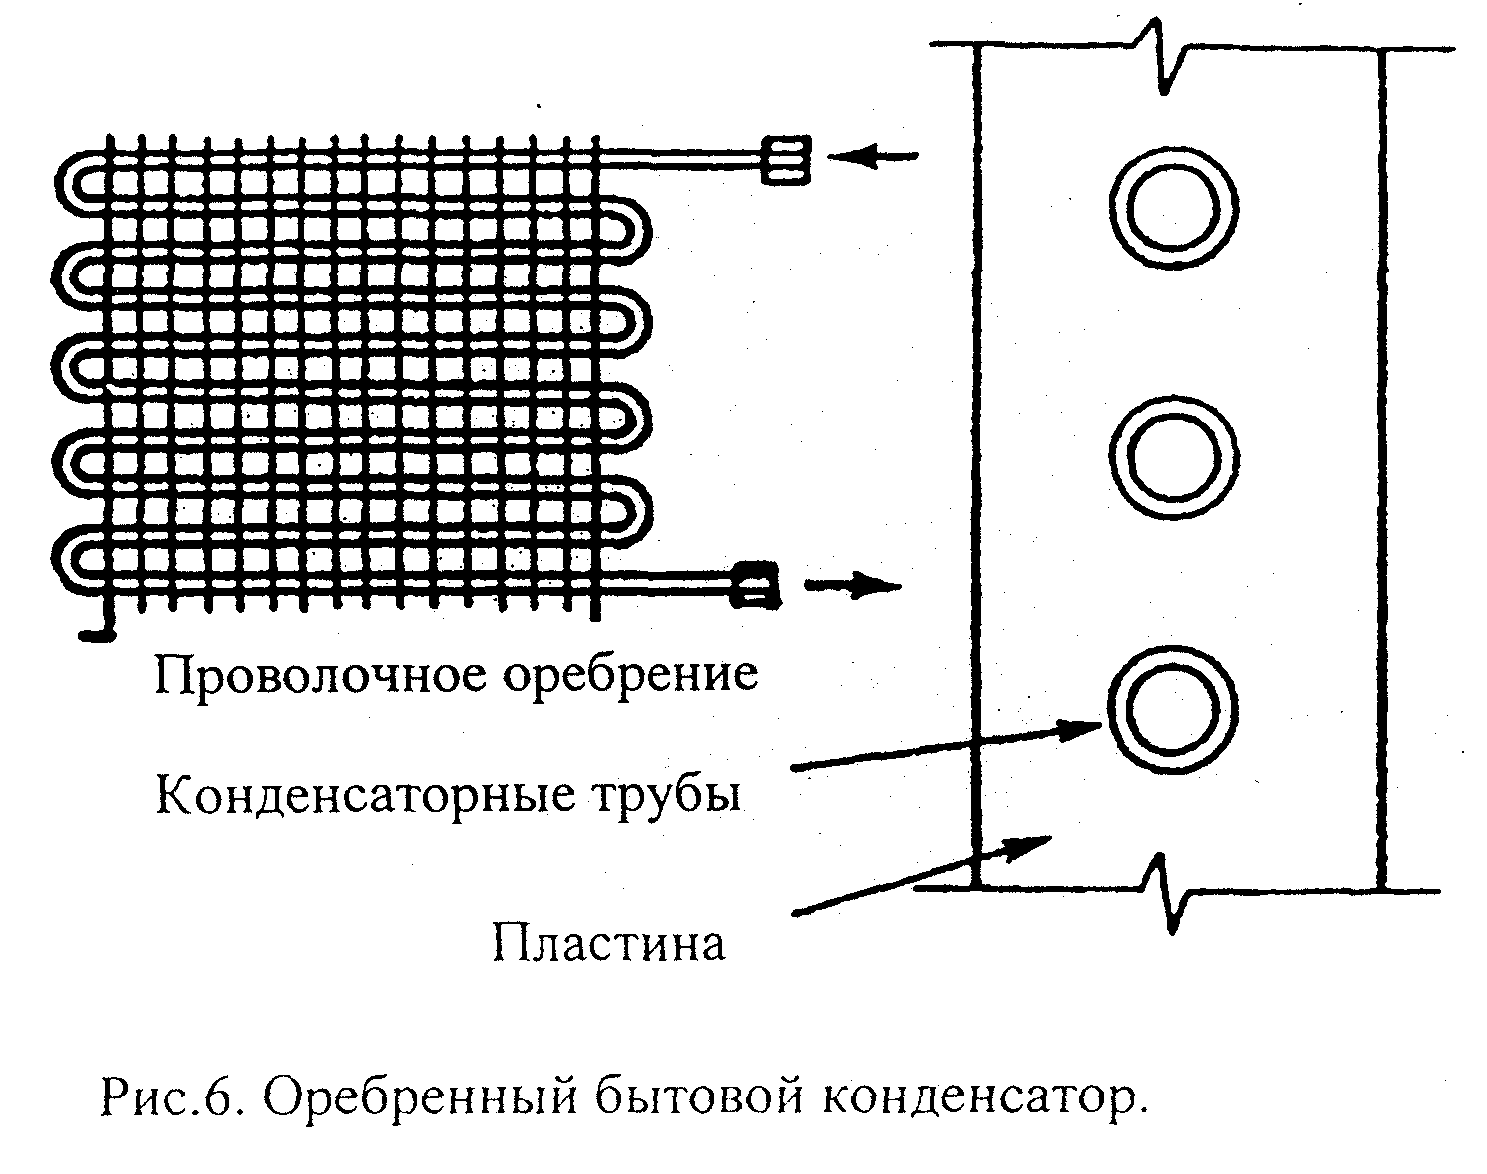 Проволочное оребрение
Конденсаторные трубы
Пластина
Рис.6. Оребренный бытовой конденсатор.